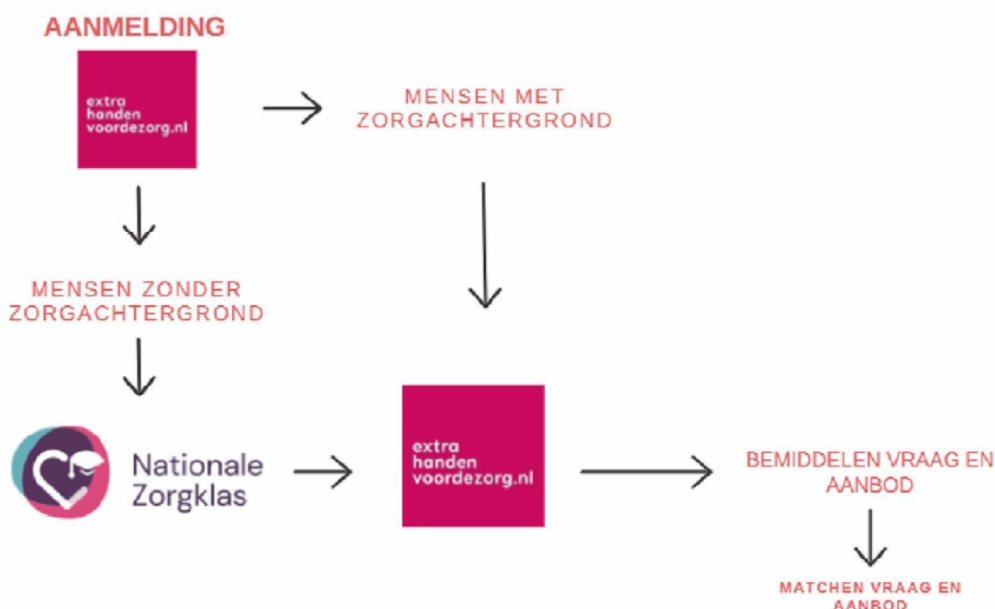 AANMELDING
extra
handen
voordezorg.nl
MENSEN MET
ZORGACHTERGROND
MENSEN ZONDER
ZORGACHTERGROND
Nationale
Zorgklas
extra
handen
voordezorg.nl
BEMIDDELEN VRAAG EN
AANBOD
MATCHEN VRAAG EN
AANBOD